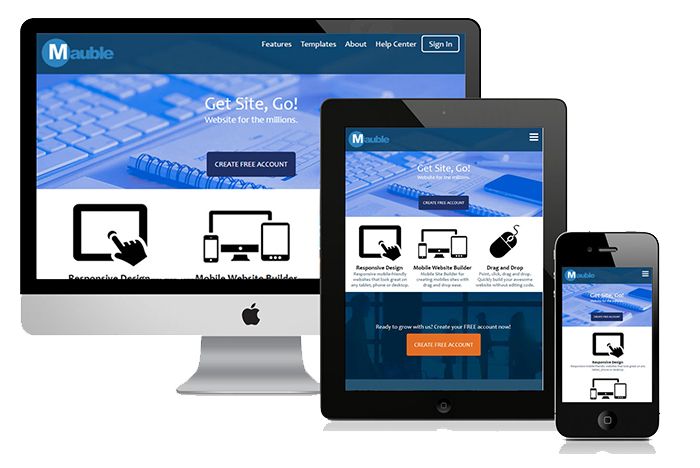 Mauble
Features Templates About Help Center Sign In
Get Site, Go!
Website for the millions.
CREATE FREE ACCOUNT
Responsive Design
Mobile Website Builder
Mauble
Get Site, Go!
Website for the millions.
CREATE FREE ACCOUNT
Responsive Design
Responsive mobile-friendly
websites that look great on
any tablet, phone or desktop.
Mobile Website Builder
Mobile Site Builder for
creating mobiles sites with
drag and drop ease.
Drag and Drop
Point, click, drag and drop.
Quickly build your awesome
website without editing code.
Ready to grow with us? Create your FREE account now!
CREATE FREE ACCOUNT
Mauble
Get Site, Go!
Website for the millions.
CREATE FREE ACCOUNT
Responsive Design
Responsive mobile-friendly websites that look great on any
tablet, phone or desktop.